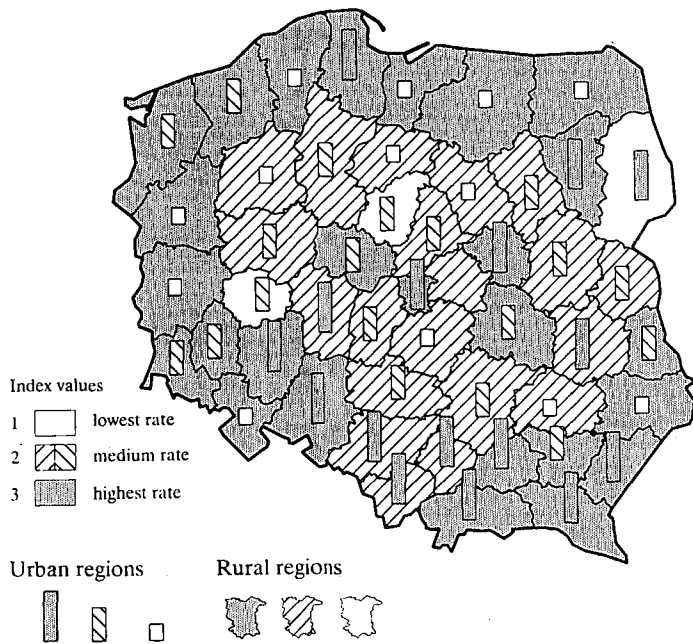 Index values
1 lowest rate
2 medium rate
3 highest rate
Urban regions Rural regions